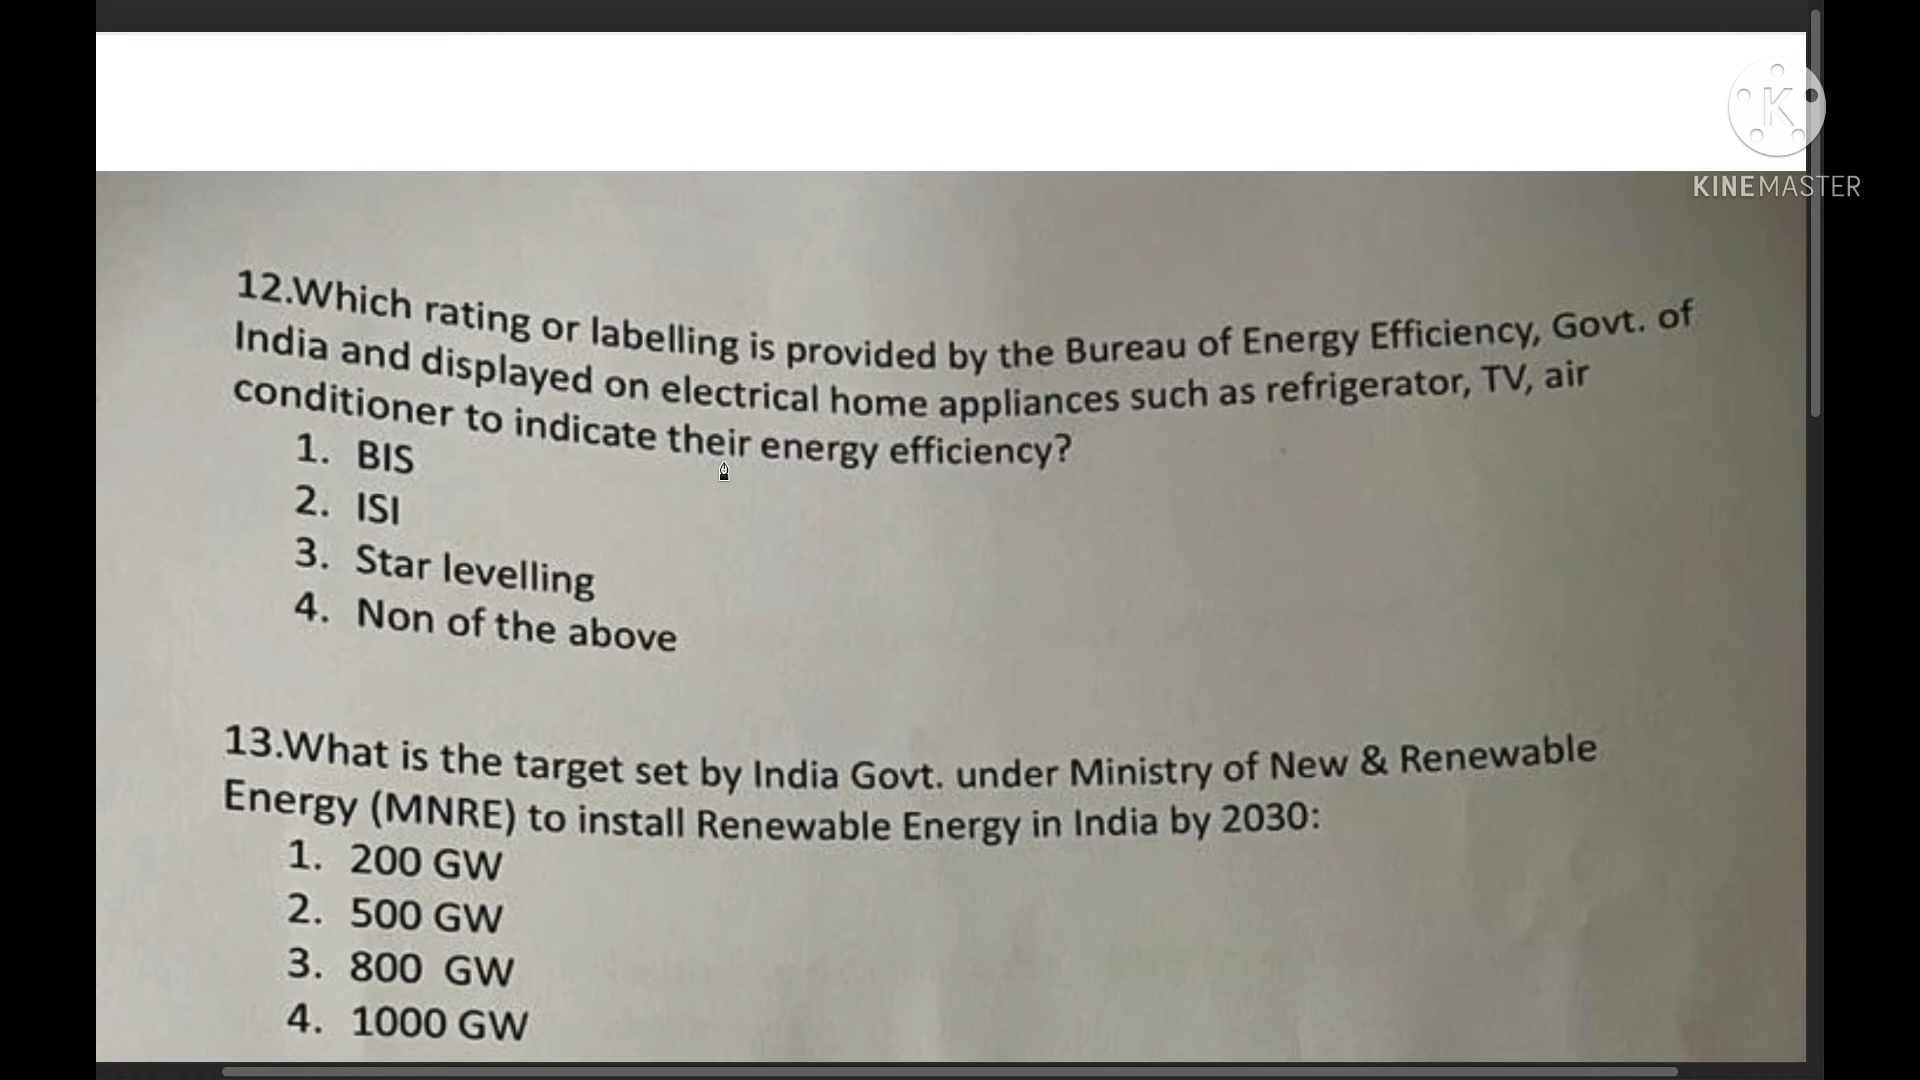 K
KINEMASTER
12.Which rating or labelling is provided by the Bureau of Energy Efficiency, Govt. of
India and displayed on electrical home appliances such as refrigerator, TV, air
conditioner to indicate their energy efficiency?
1. BIS
2. ISI
3. Star levelling
4. Non of the above
13.What is the target set by India Govt. under Ministry of New & Renewable
Energy (MNRE) to install Renewable Energy in India by 2030:
1. 200 GW
2. 500 GW
3. 800 GW
4. 1000 GW